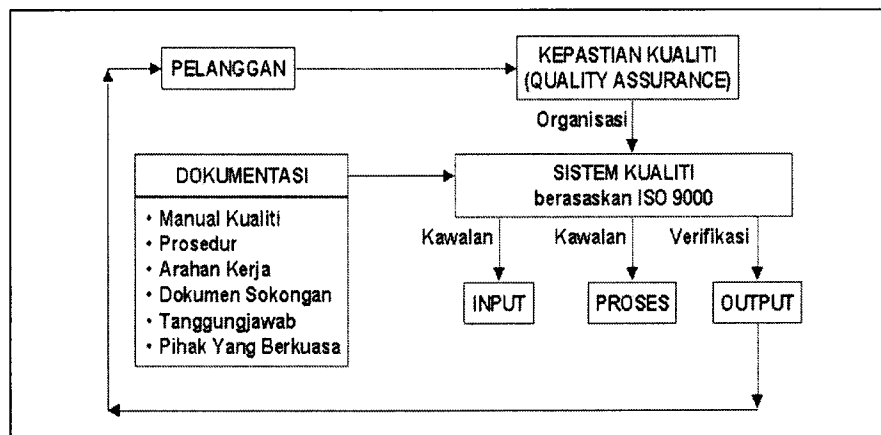 PELANGGAN
KEPASTIAN KUALITI
(QUALITY ASSURANCE)
Organisasi
DOKUMENTASI
• Manual Kualiti
• Prosedur
• Arahan Kerja
• Dokumen Sokongan
• Tanggungjawab
• Pihak Yang Berkuasa
SISTEM KUALITI
berasaskan ISO 9000
Kawalan
Kawalan
Verifikasi
INPUT
PROSES
OUTPUT